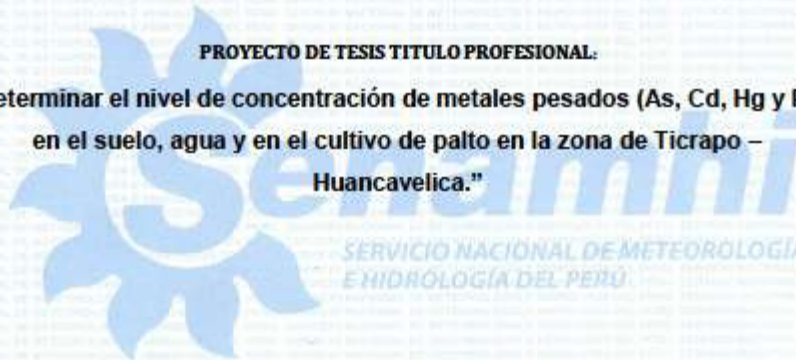 PROYECTO DE TESIS TITULO PROFESIONAL:
eterminar el nivel de concentración de metales pesados (As, Cd, Hg y
en el suelo, agua y en el cultivo de palto en la zona de Ticrapo –
Huancavelica.”
Senamhi
SERVICIO NACIONAL DE METEOROLOGÍA
E HIDROLOGÍA DEL PERÚ